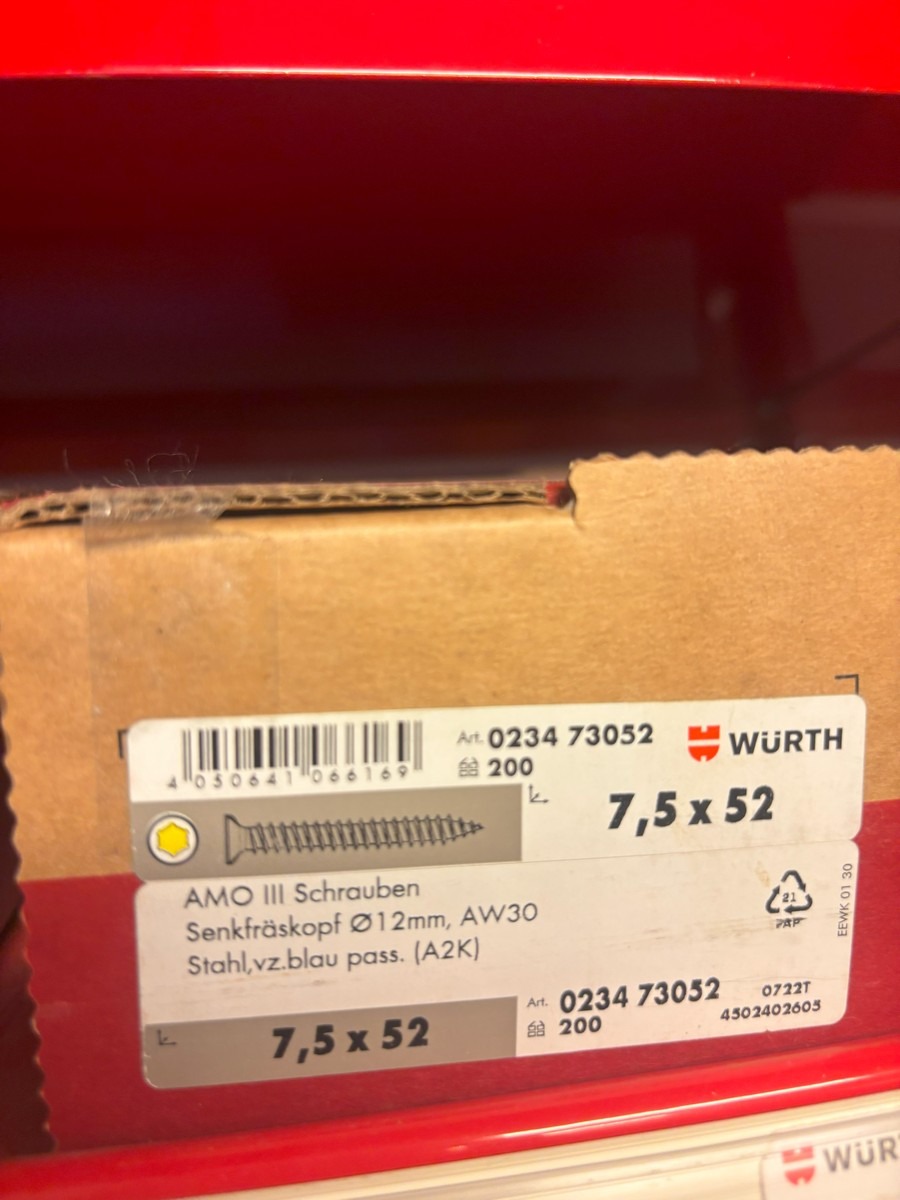 Art. 0234 73052
200
WÜRTH
4 050641 066169
7,5 x 52
AMO III Schrauben
Senkfräskopf Ø12mm, AW30
Stahl,vz.blau pass. (A2K)
21
PAP
EEWK 01 30
7,5 x 52
Art. 0234 73052
200
0722T
4502402605
WÜR